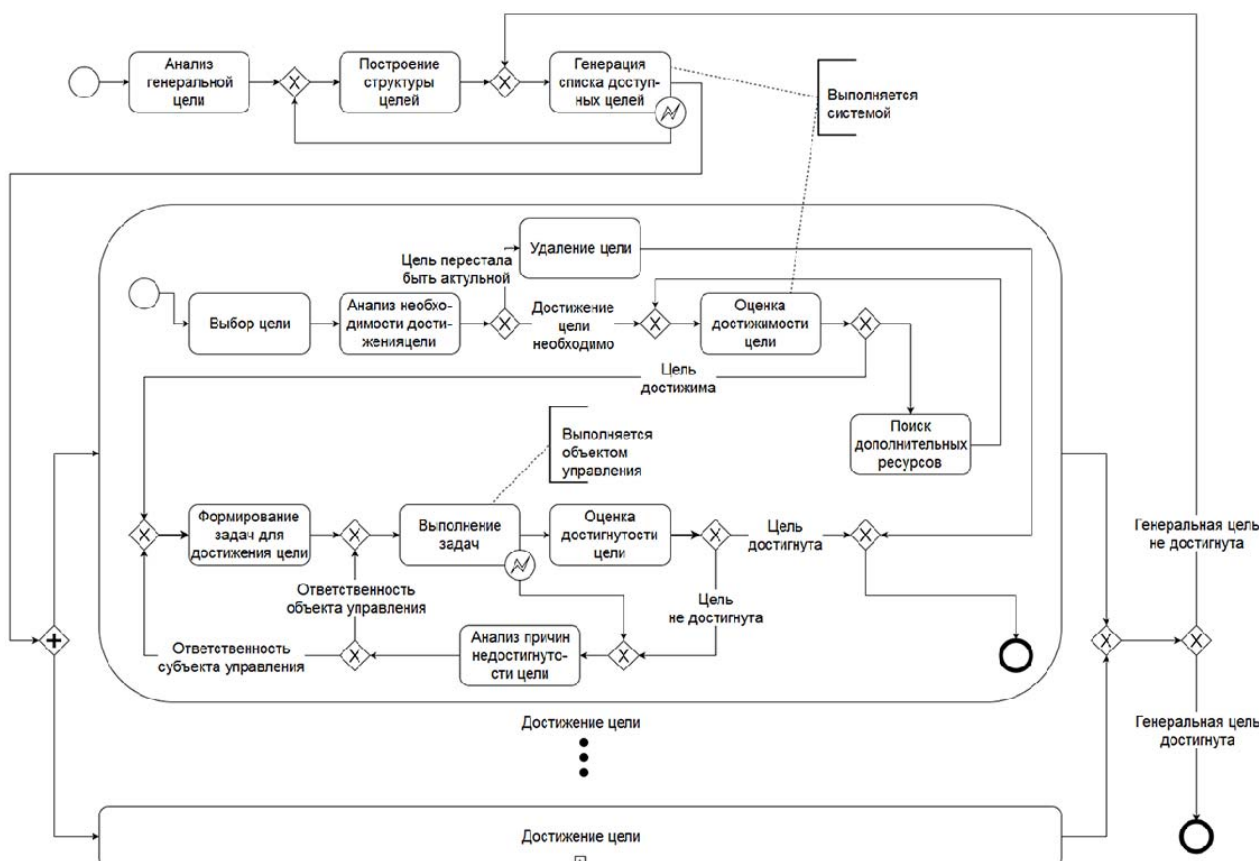 Анализ
генеральной
цели
Построение
структуры
целей
Генерация
списка доступ-
ных целей
Выполняется
системой
Удаление цели
Цель перестала
быть актульной
Выбор цели
Анализ необхо-
димости дости-
женияцели
Достижение
цели
необходимо
Оценка
достижимости
цели
Цель
достижима
Поиск
дополнительных
ресурсов
Выполняется
объектом
управления
Формирование
задач для
достижения цели
Выполнение
задач
Оценка
достигнутости
цели
Цель
достигнута
Генеральная цель
не достигнута
Ответственность
объекта управления
Цель
не достигнута
Ответственность
субъекта управления
Анализ причин
недостигнуто-
сти цели
Достижение цели
Генеральная цель
достигнута
Достижение цели